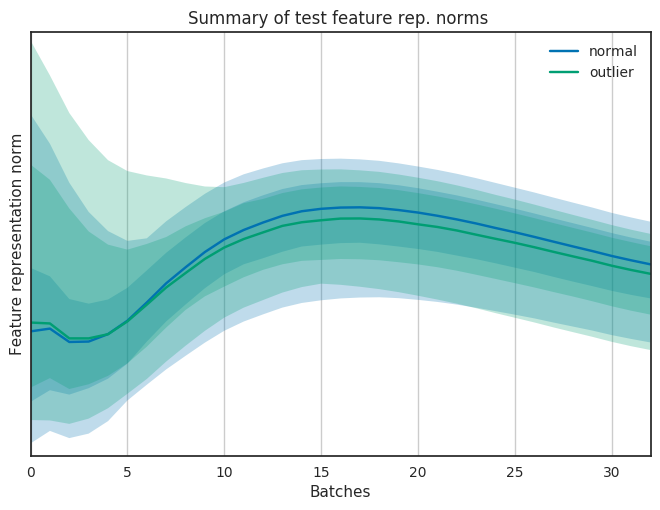 Summary of test feature rep. norms
normal
outlier
Feature representation norm
0 5 10 15 20 25 30
Batches